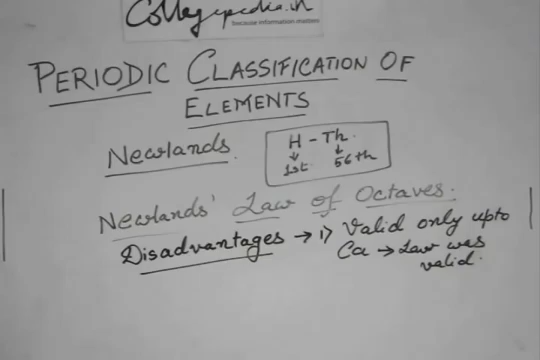 Collegepedia.in
because information matters
PERIODIC CLASSIFICATION OF
ELEMENTS
Newlands
H - Th.
1st 56th
Newlands' Law of Octaves.
Disadvantages → 1) Valid only upto
Ca → Law was
valid.